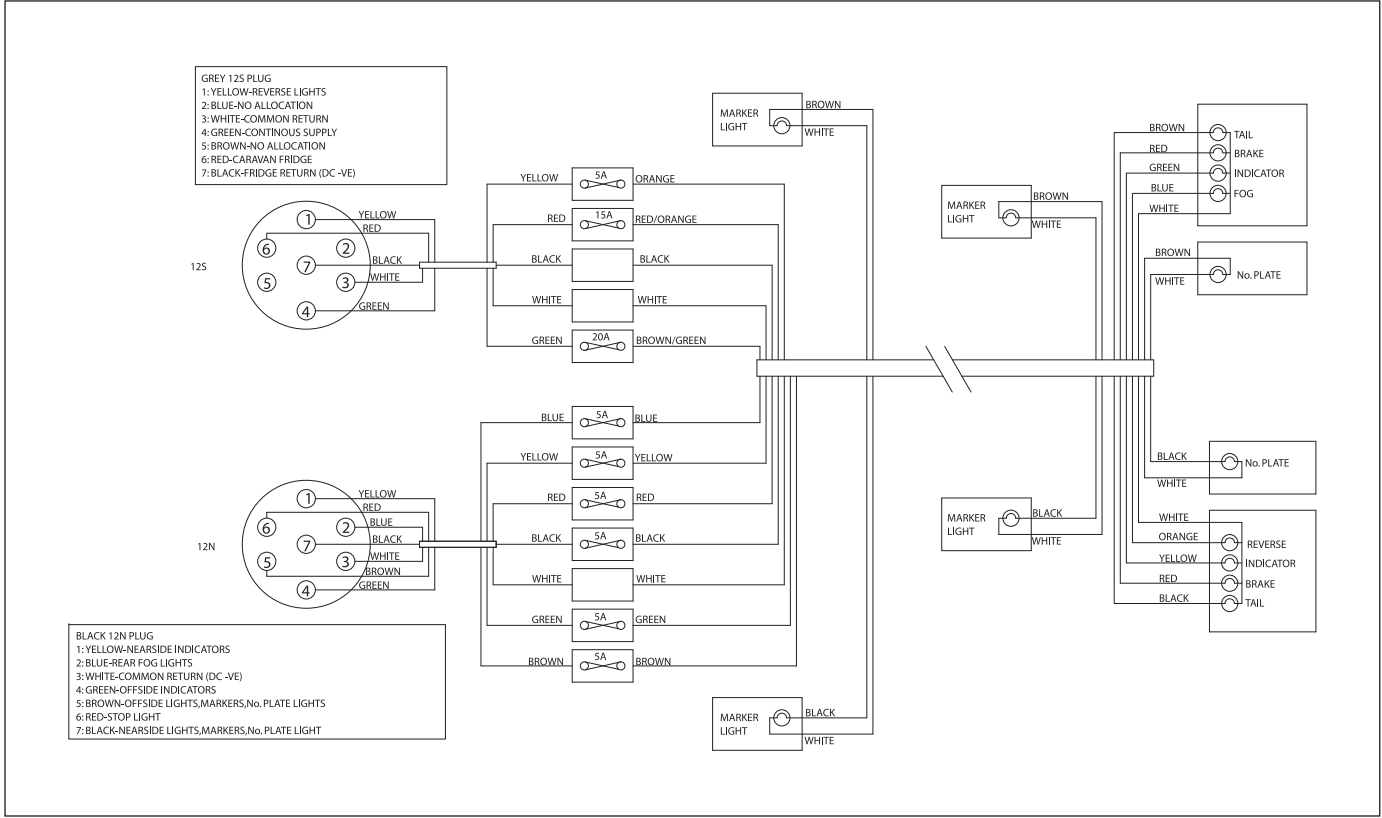 GREY 12S PLUG
1: YELLOW-REVERSE LIGHTS
2: BLUE-NO ALLOCATION
3: WHITE-COMMON RETURN
4: GREEN-CONTINOUS SUPPLY
5: BROWN-NO ALLOCATION
6: RED-CARAVAN FRIDGE
7: BLACK-FRIDGE RETURN (DC -VE)
12S
1
6
2
7
5
3
4
YELLOW
RED
BLACK
WHITE
GREEN
YELLOW 5A ORANGE
RED 15A RED/ORANGE
BLACK BLACK
WHITE WHITE
GREEN 20A BROWN/GREEN
12N
1
6
2
7
5
3
4
YELLOW
RED
BLUE
BLACK
WHITE
BROWN
GREEN
BLUE 5A BLUE
YELLOW 5A YELLOW
RED 5A RED
BLACK 5A BLACK
WHITE WHITE
GREEN 5A GREEN
BROWN 5A BROWN
BLACK 12N PLUG
1: YELLOW-NEARSIDE INDICATORS
2: BLUE-REAR FOG LIGHTS
3: WHITE-COMMON RETURN (DC -VE)
4: GREEN-OFFSIDE INDICATORS
5: BROWN-OFFSIDE LIGHTS,MARKERS,No. PLATE LIGHTS
6: RED-STOP LIGHT
7: BLACK-NEARSIDE LIGHTS,MARKERS,No. PLATE LIGHT
MARKER
LIGHT
BROWN
WHITE
MARKER
LIGHT
BROWN
WHITE
MARKER
LIGHT
BLACK
WHITE
MARKER
LIGHT
BLACK
WHITE
BROWN TAIL
RED BRAKE
GREEN INDICATOR
BLUE FOG
WHITE
BROWN
WHITE
No. PLATE
BLACK
WHITE
No. PLATE
WHITE
ORANGE REVERSE
YELLOW INDICATOR
RED BRAKE
BLACK TAIL